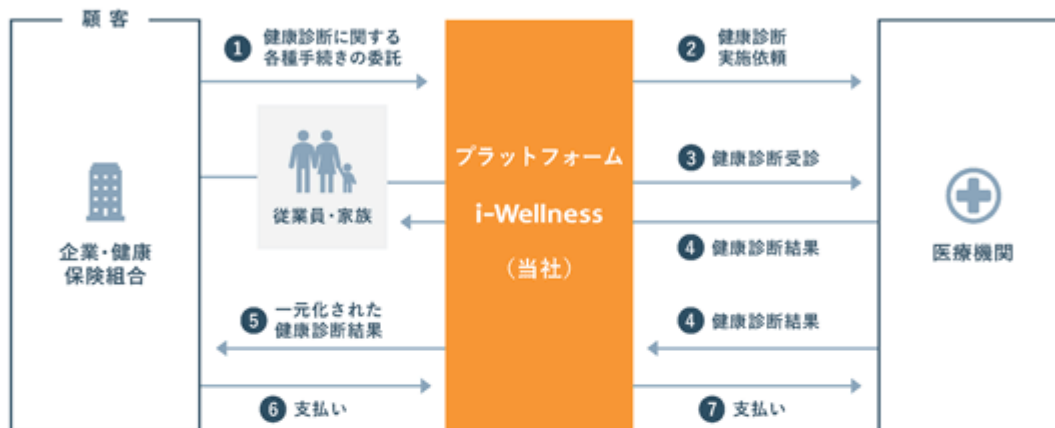 顧客
企業・健康
保険組合
❶ 健康診断に関する
各種手続きの委託
従業員・家族
❺ 一元化された
健康診断結果
❻ 支払い
プラットフォーム
i-Wellness
（当社）
❷ 健康診断
実施依頼
❸ 健康診断受診
❹ 健康診断結果
❹ 健康診断結果
❼ 支払い
医療機関